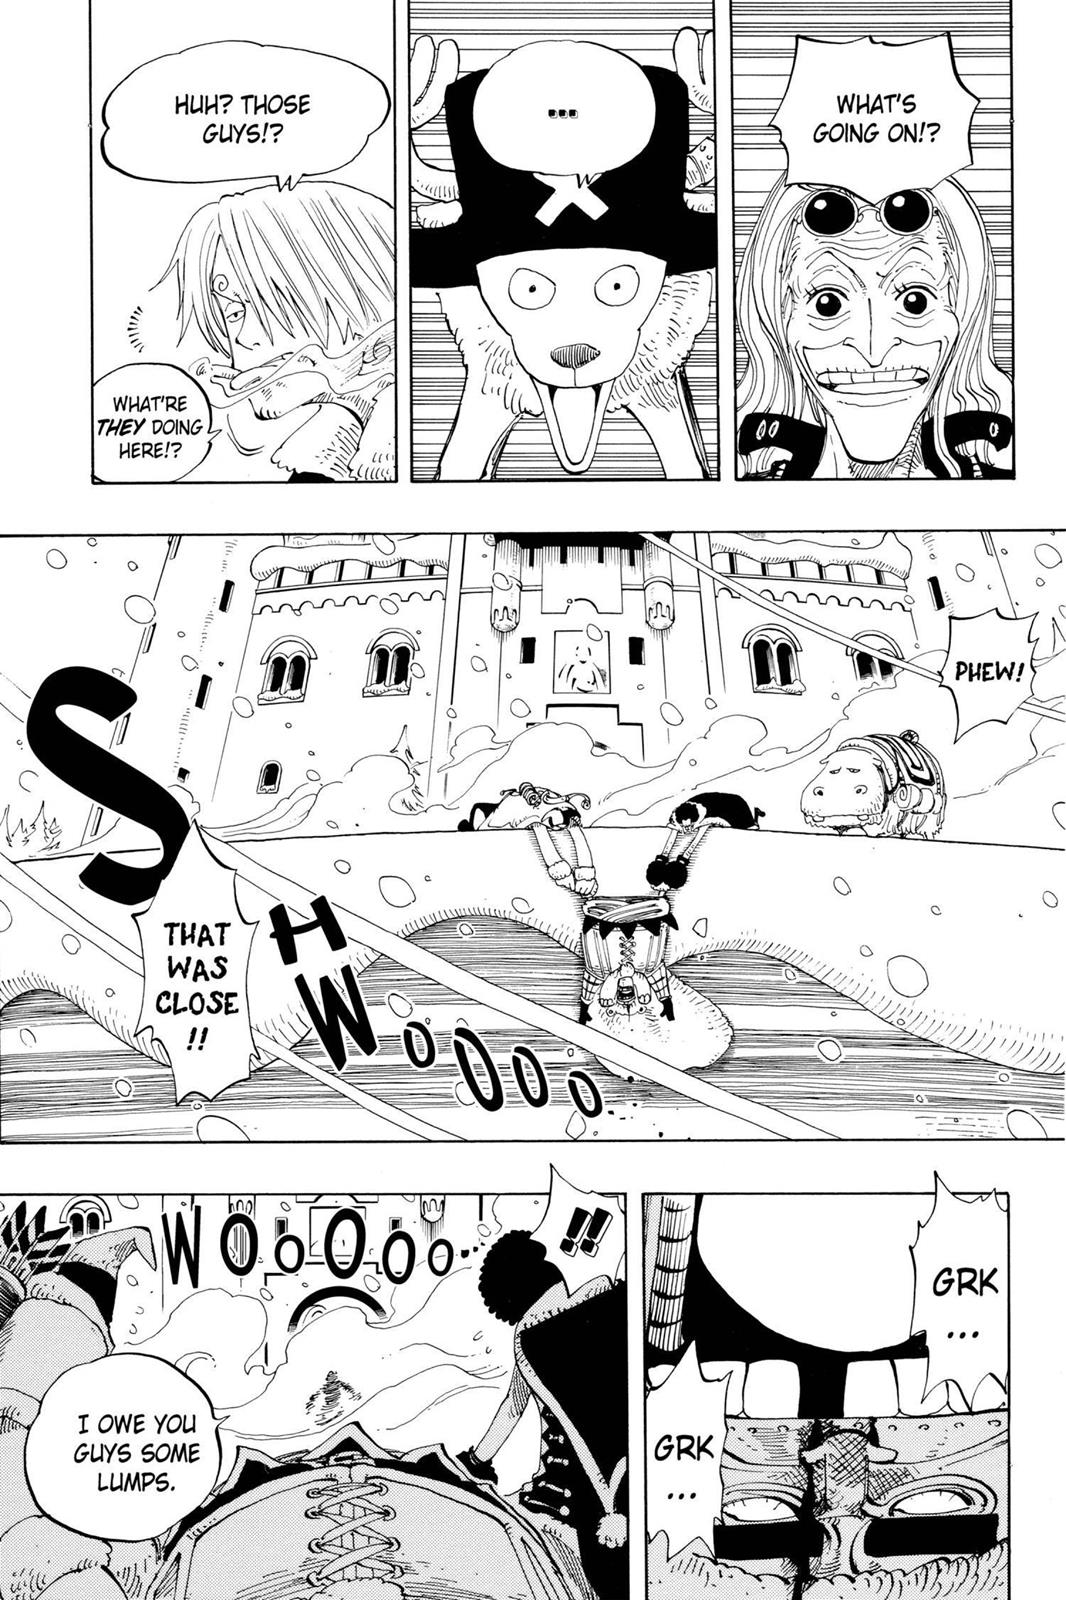 WHAT'S
GOING ON!?
...
HUH? THOSE
GUYS!?
WHAT'RE
THEY DOING
HERE!?
PHEW!
SHWOOOOO
THAT
WAS
CLOSE
!!
GRK
...
GRK
...
!!
WOOOOO...
I OWE YOU
GUYS SOME
LUMPS.